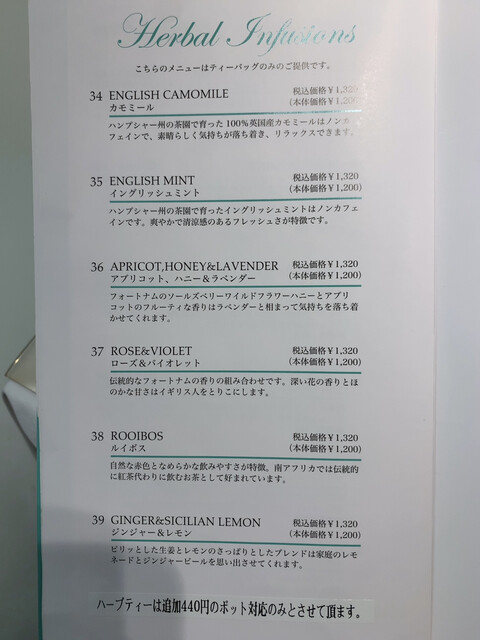 Herbal Infusions
こちらのメニューはティーバッグのみのご提供です。
34 ENGLISH CAMOMILE 税込価格¥1,320
カモミール (本体価格¥1,200)
ハンプシャー州の茶園で育った100%英国産カモミールはノンカ
フェインで、素晴らしく気持ちが落ち着き、リラックスできます。
35 ENGLISH MINT 税込価格¥1,320
イングリッシュミント (本体価格¥1,200)
ハンプシャー州の茶園で育ったイングリッシュミントはノンカフェ
インです。爽やかで清涼感のあるフレッシュさが特徴です。
36 APRICOT,HONEY&LAVENDER 税込価格¥1,320
アプリコット、ハニー&ラベンダー (本体価格¥1,200)
フォートナムのソールズベリーワイルドフラワーハニーとアプリ
コットのフルーティな香りはラベンダーと相まって気持ちを落ち着
かせてくれます。
37 ROSE&VIOLET 税込価格¥1,320
ローズ&バイオレット (本体価格¥1,200)
伝統的なフォートナムの香りの組み合わせです。深い花の香りとほ
のかな甘さはイギリス人をとりこにします。
38 ROOIBOS 税込価格¥1,320
ルイボス (本体価格¥1,200)
自然な赤色となめらかな飲みやすさが特徴。南アフリカでは伝統的
に紅茶代わりに飲むお茶として好まれています。
39 GINGER&SICILIAN LEMON 税込価格¥1,320
ジンジャー&レモン (本体価格¥1,200)
ピリッとした生姜とレモンのさっぱりとしたブレンドは家庭のレモ
ネードとジンジャービールを思い出させてくれます。
ハーブティーは追加440円のポット対応のみとさせて頂ます。